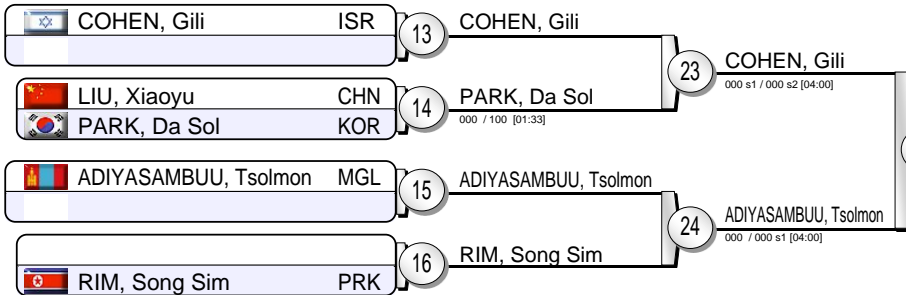 COHEN, Gili ISR
13
COHEN, Gili
LIU, Xiaoyu CHN
PARK, Da Sol KOR
14
PARK, Da Sol
000 / 100 [01:33]
23
COHEN, Gili
000 s1 / 000 s2 [04:00]
ADIYASAMBUU, Tsolmon MGL
15
ADIYASAMBUU, Tsolmon
RIM, Song Sim PRK
16
RIM, Song Sim
24
ADIYASAMBUU, Tsolmon
000 / 000 s1 [04:00]